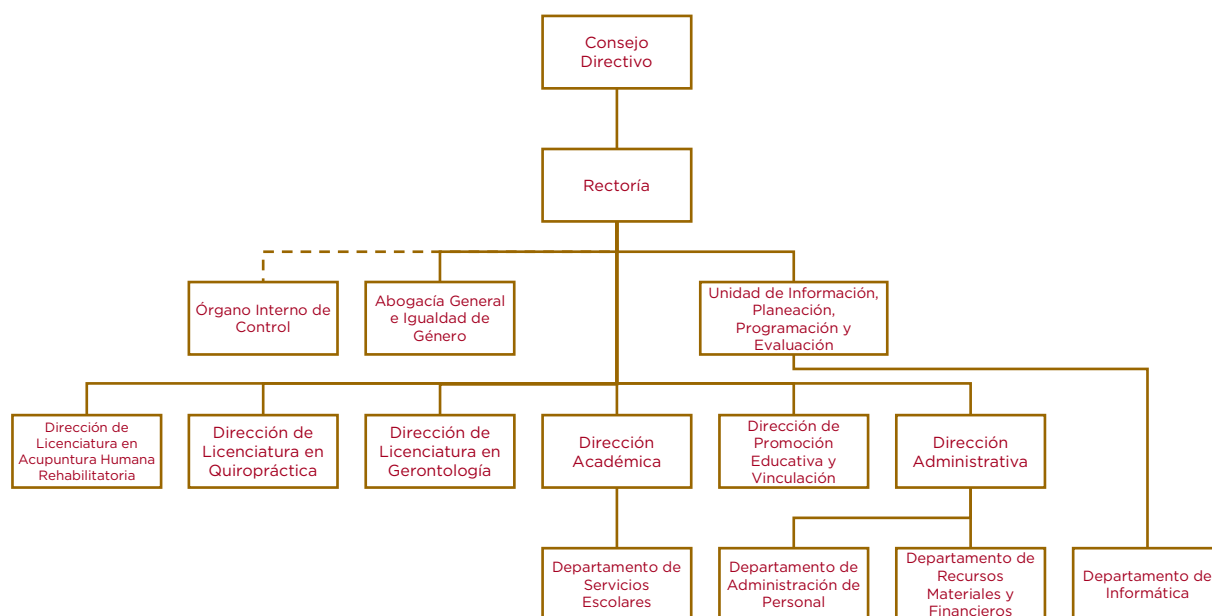 Consejo
Directivo
Rectoría
Órgano Interno de
Control
Abogacía General
e Igualdad de
Género
Unidad de Información,
Planeación,
Programación y
Evaluación
Dirección de
Licenciatura en
Acupuntura Humana
Rehabilitatoria
Dirección de
Licenciatura en
Quiropráctica
Dirección de
Licenciatura en
Gerontología
Dirección
Académica
Dirección de
Promoción
Educativa y
Vinculación
Dirección
Administrativa
Departamento de
Servicios
Escolares
Departamento de
Administración de
Personal
Departamento de
Recursos
Materiales y
Financieros
Departamento de
Informática